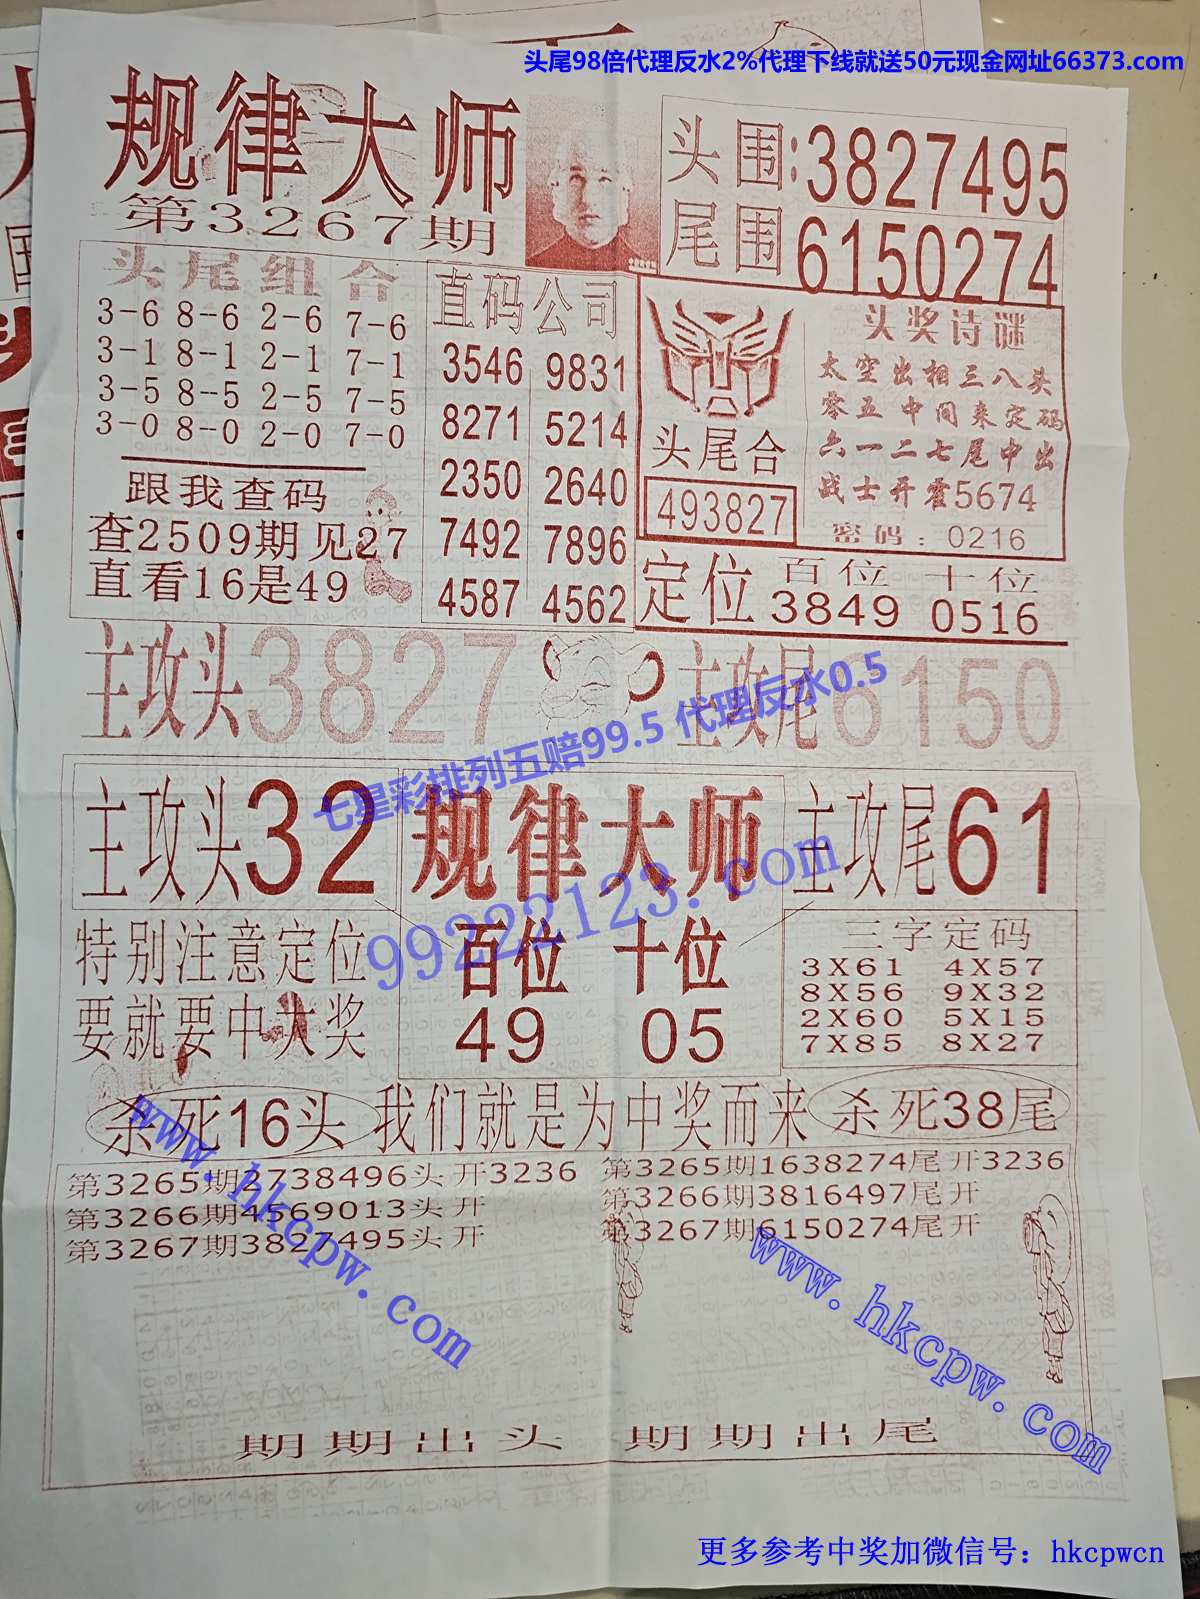 头尾98倍代理反水2%代理下线就送50元现金网址66373.com
规律大师
第3267期
头围:3827495
尾围6150274
头尾组合
3-6 8-6 2-6 7-6
3-1 8-1 2-1 7-1
3-5 8-5 2-5 7-5
3-0 8-0 2-0 7-0
跟我查码
查2509期见27
直看16是49
直码公司
3546 9831
8271 5214
2350 2640
7492 7896
4587 4562
头奖诗谜
太空出相三八头
零五中间来定码
六一二七尾中出
战士开霍5674
密码:0216
头尾合
493827
定位 百位 十位
3849 0516
主攻头3827
主攻尾6150
七星彩排列五赔99.5 代理反水0.5
主攻头32
规律大师
主攻尾61
99222123.com
特别注意定位
要就要中大奖
百位 十位
49 05
三字定码
3X61 4X57
8X56 9X32
2X60 5X15
7X85 8X27
杀死16头 我们就是为中奖而来 杀死38尾
第3265期2738496头开3236 第3265期1638274尾开3236
第3266期4569013头开 第3266期3816497尾开
第3267期3827495头开 第3267期6150274尾开
www.hkcpw.com
www.hkcpw.com
期期出头 期期出尾
更多参考中奖加微信号：hkcpwcn